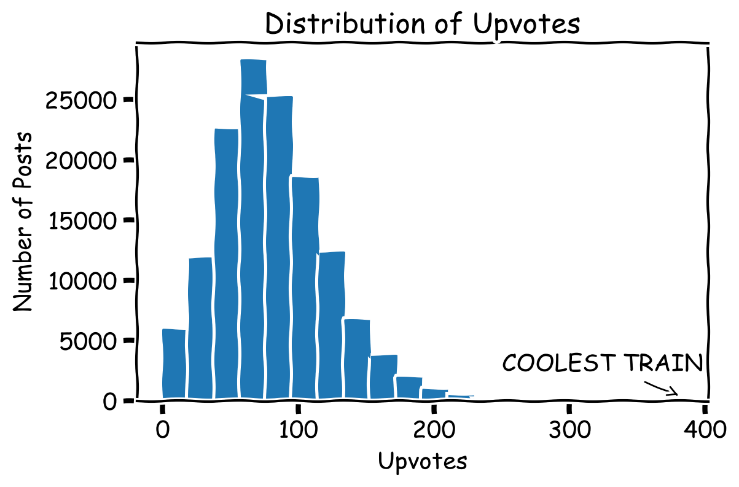 Distribution of Upvotes
Number of Posts
25000
20000
15000
10000
5000
0
COOLEST TRAIN
0 100 200 300 400
Upvotes